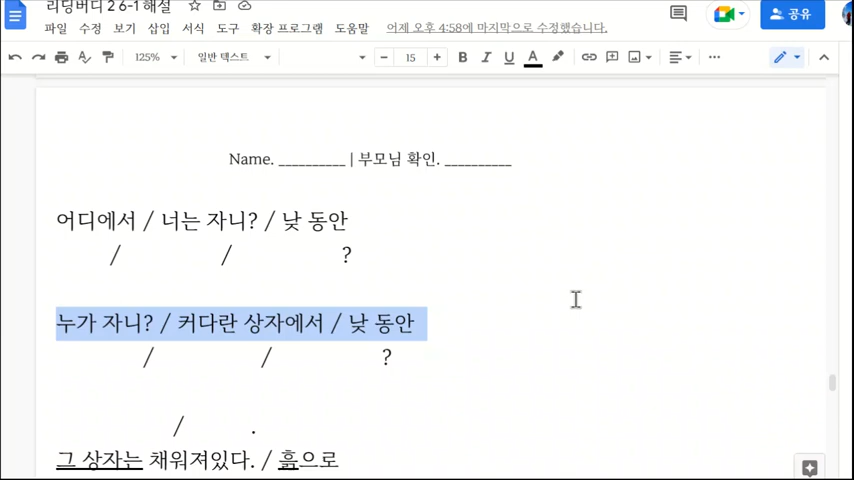 리딩버디 2 6-1 해설
파일 수정 보기 삽입 서식 도구 확장 프로그램 도움말 어제 오후 4:58에 마지막으로 수정했습니다.
공유
125% 일반 텍스트 15 B I U A
Name. __________ | 부모님 확인. __________
어디에서 / 너는 자니? / 낮 동안
/ / ?
누가 자니? / 커다란 상자에서 / 낮 동안
/ / ?
/ .
그 상자는 채워져있다. / 흙으로